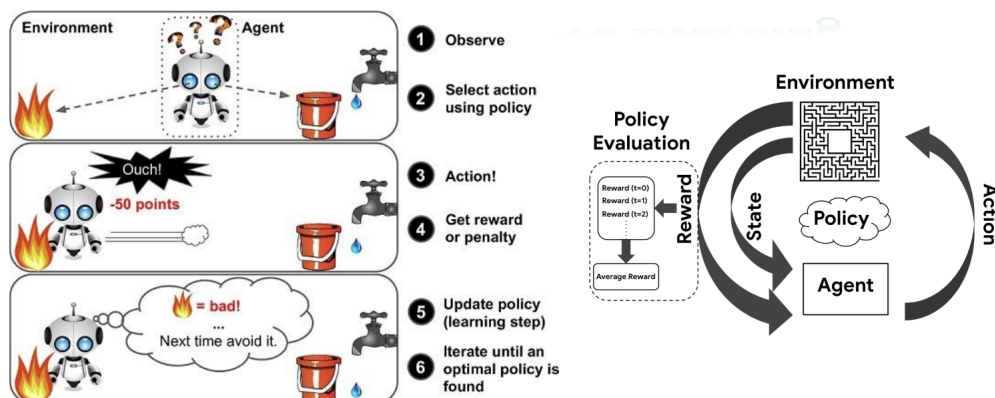 Environment
Agent
? ? ?
1 Observe
2 Select action
using policy
Ouch!
-50 points
3 Action!
4 Get reward
or penalty
= bad!
...
Next time avoid it.
5 Update policy
(learning step)
6 Iterate until an
optimal policy is
found
Environment
Policy
Evaluation
Reward (t=0)
Reward (t=1)
Reward (t=2)
Average Reward
Reward
State
Policy
Agent
Action